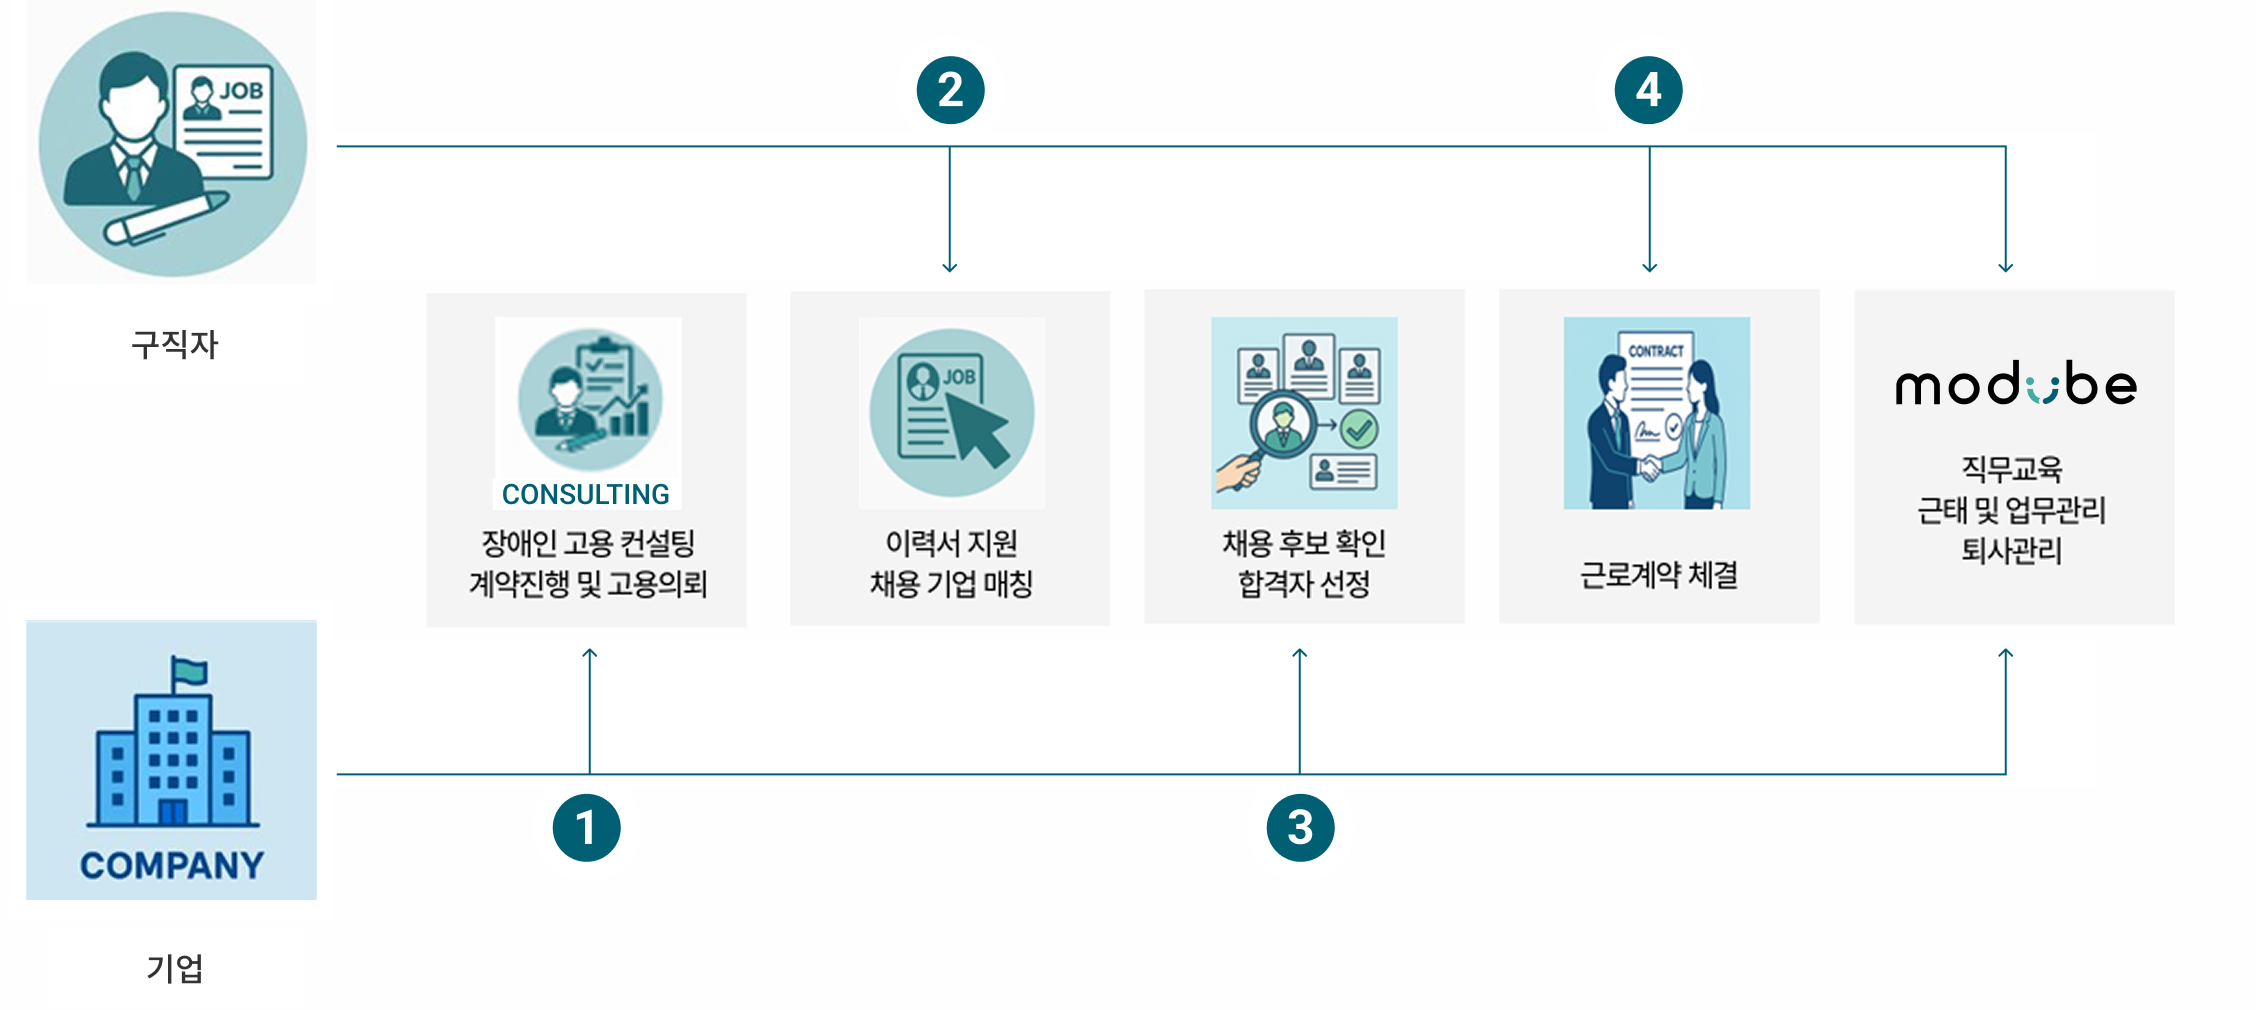 JOB
구직자
2
4
CONSULTING
장애인 고용 컨설팅
계약진행 및 고용의뢰
JOB
이력서 지원
채용 기업 매칭
채용 후보 확인
합격자 선정
CONTRACT
근로계약 체결
modube
직무교육
근태 및 업무관리
퇴사관리
1
3
COMPANY
기업